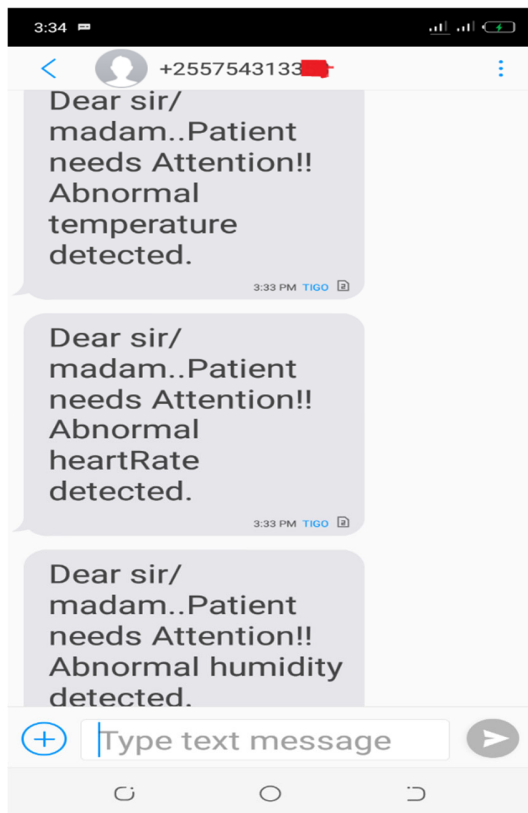 3:34
+2557543133
Dear sir/
madam..Patient
needs Attention!!
Abnormal
temperature
detected.
3:33 PM TIGO 2
Dear sir/
madam..Patient
needs Attention!!
Abnormal
heartRate
detected.
3:33 PM TIGO 2
Dear sir/
madam..Patient
needs Attention!!
Abnormal humidity
detected.
Type text message